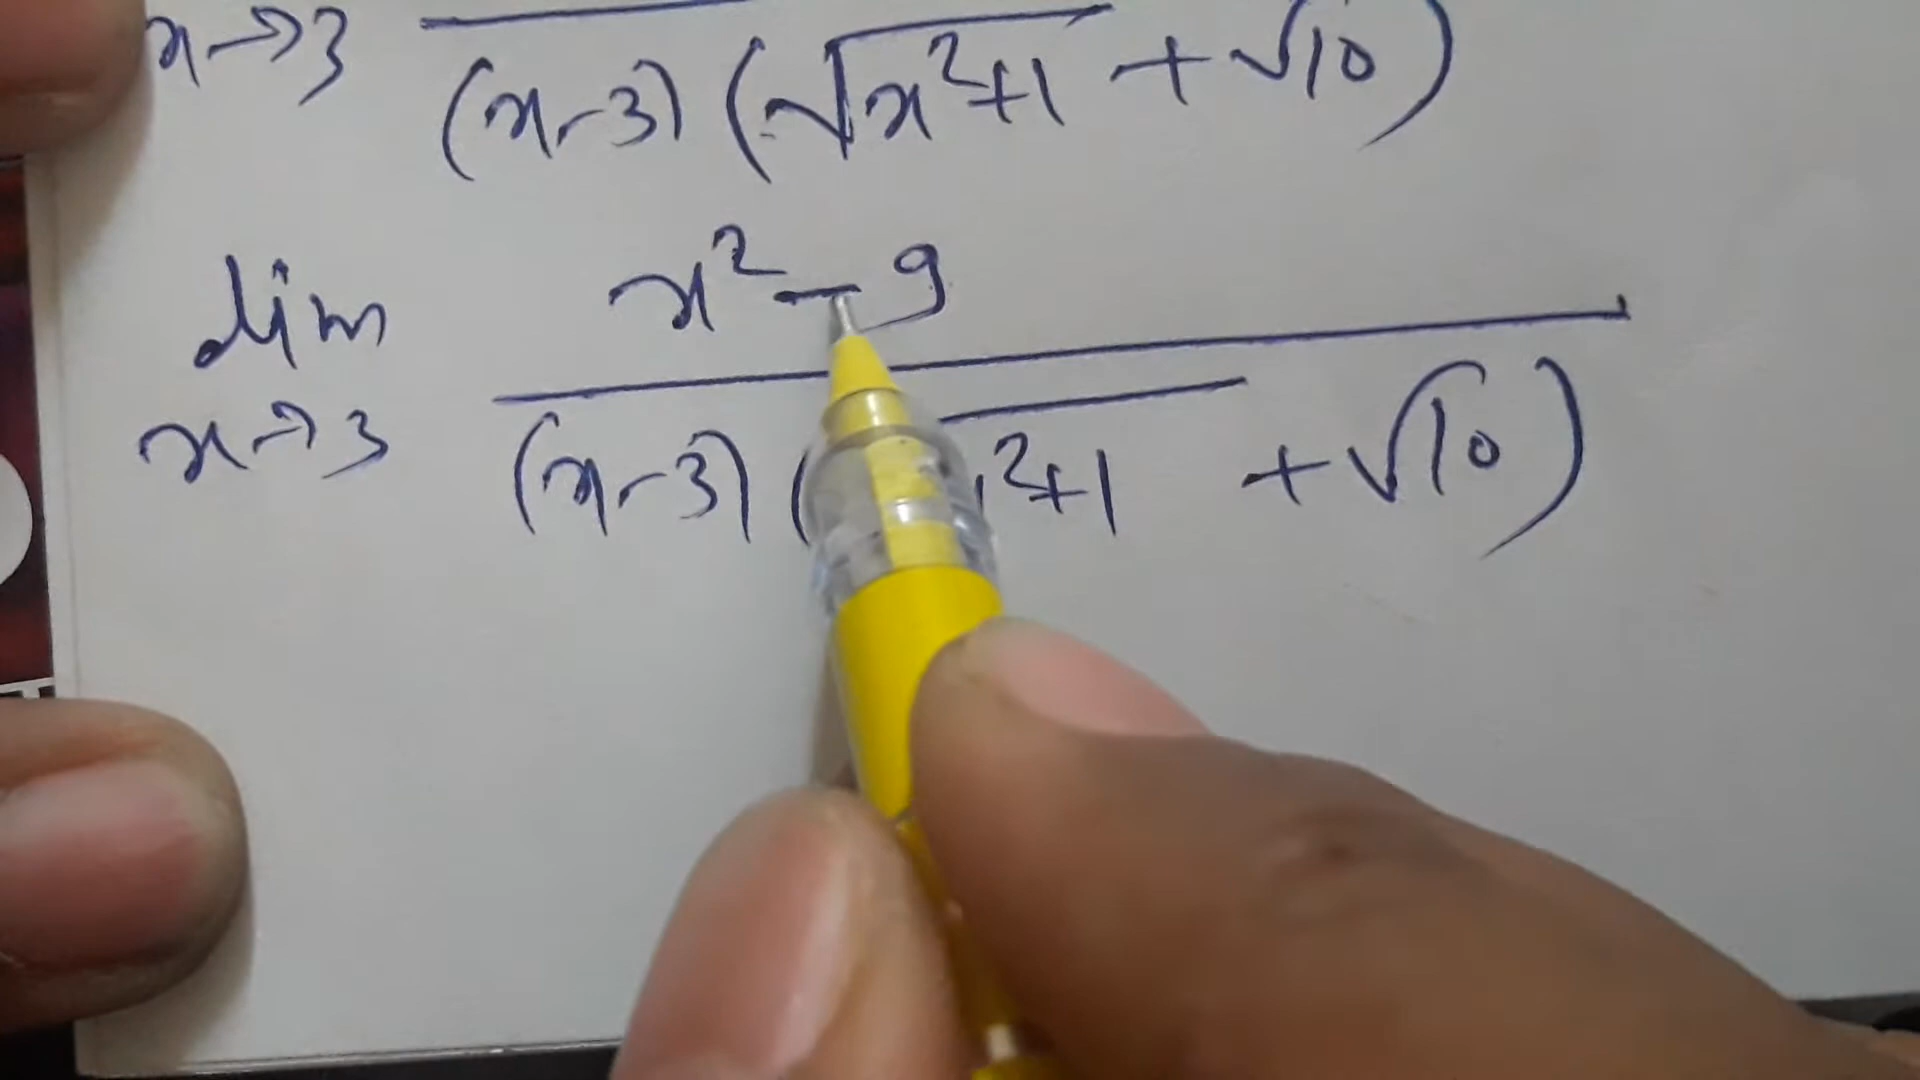 x→3 (x-3)(√x²+1 + √10)
lim x²-9
x→3 (x-3)( ²+1 + √10)